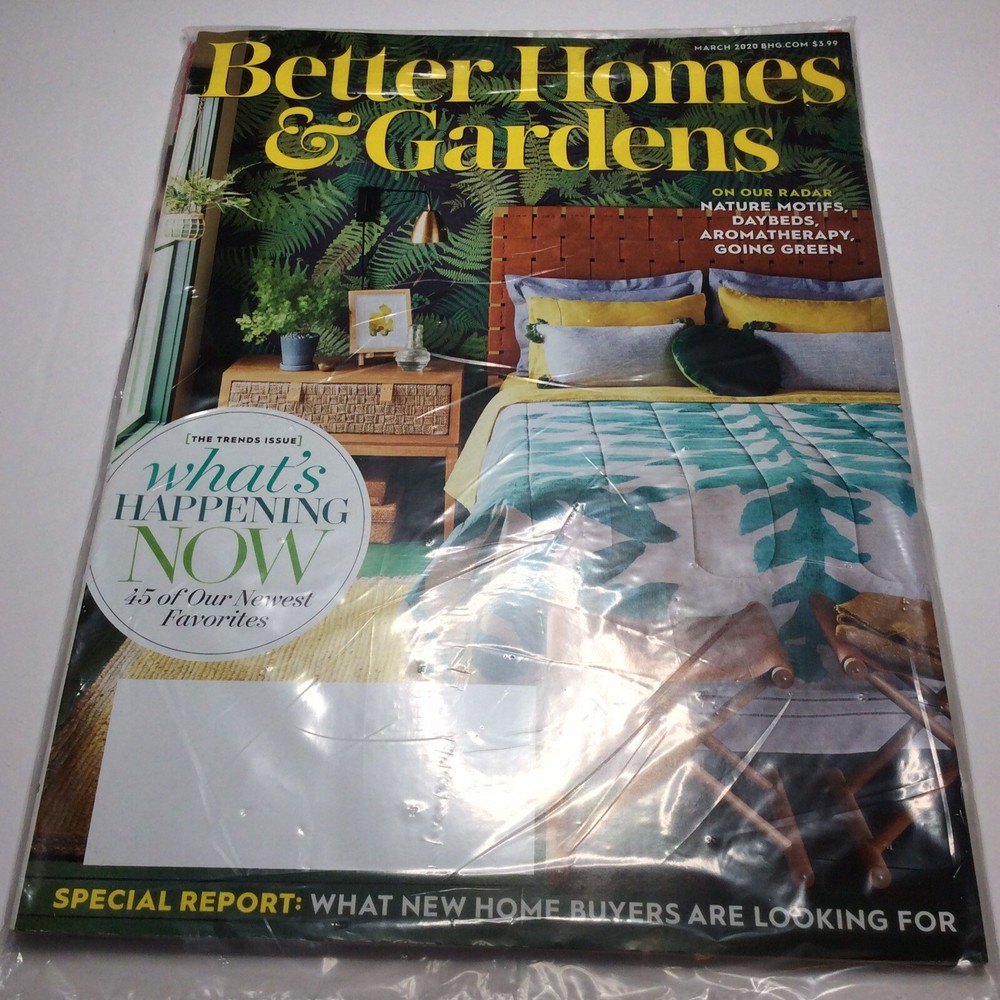 MARCH 2020 BHG.COM $3.99
Better Homes
& Gardens
ON OUR RADAR
NATURE MOTIFS,
DAYBEDS,
AROMATHERAPY,
GOING GREEN
[THE TRENDS ISSUE]
what's
HAPPENING
NOW
45 of Our Newest
Favorites
SPECIAL REPORT: WHAT NEW HOME BUYERS ARE LOOKING FOR